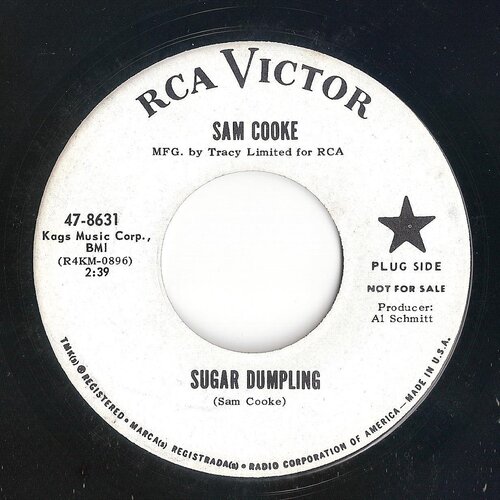 RCA VICTOR
SAM COOKE
MFG. by Tracy Limited for RCA
47-8631
Kags Music Corp.,
BMI
(R4KM-0896)
2:39
PLUG SIDE
NOT FOR SALE
Producer:
Al Schmitt
SUGAR DUMPLING
(Sam Cooke)
TMK(s) ® REGISTERED • MARCA(s) REGISTRADA(s) • RADIO CORPORATION OF AMERICA—MADE IN U.S.A.